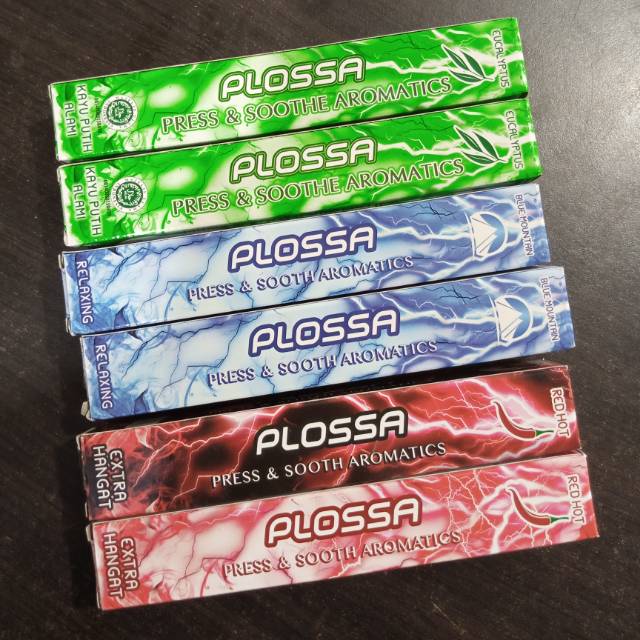 KAYU PUTIH
ALAMI
PLOSSA
PRESS & SOOTHE AROMATICS
EUCALYPTUS
KAYU PUTIH
ALAMI
PLOSSA
PRESS & SOOTHE AROMATICS
EUCALYPTUS
RELAXING
PLOSSA
PRESS & SOOTH AROMATICS
BLUE MOUNTAIN
RELAXING
PLOSSA
PRESS & SOOTH AROMATICS
BLUE MOUNTAIN
EXTRA
HANGAT
PLOSSA
PRESS & SOOTH AROMATICS
RED HOT
EXTRA
HANGAT
PLOSSA
PRESS & SOOTH AROMATICS
RED HOT